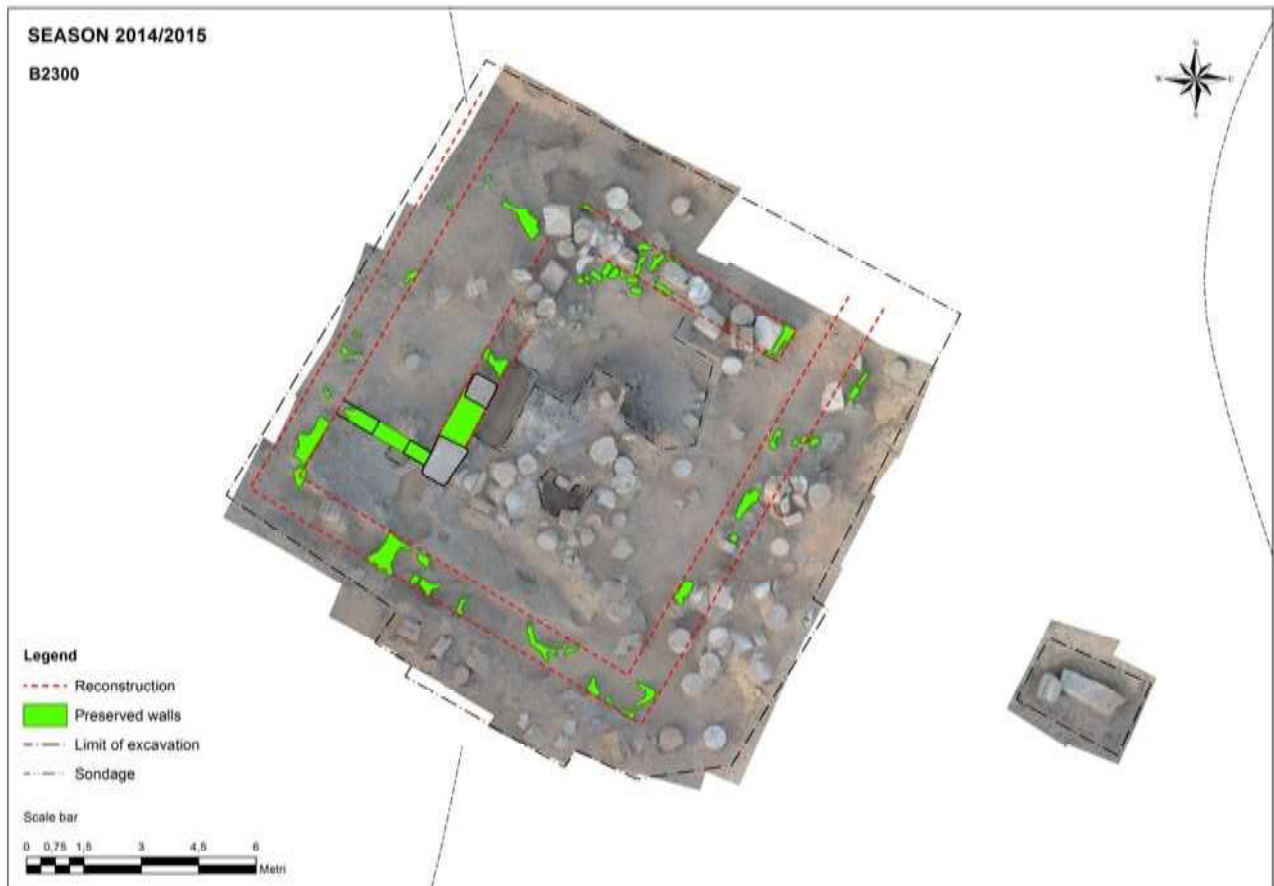 SEASON 2014/2015
B2300
N
W
E
S
Legend
Reconstruction
Preserved walls
Limit of excavation
Sondage
Scale bar
0 0,75 1,5 3 4,5 6
Metri